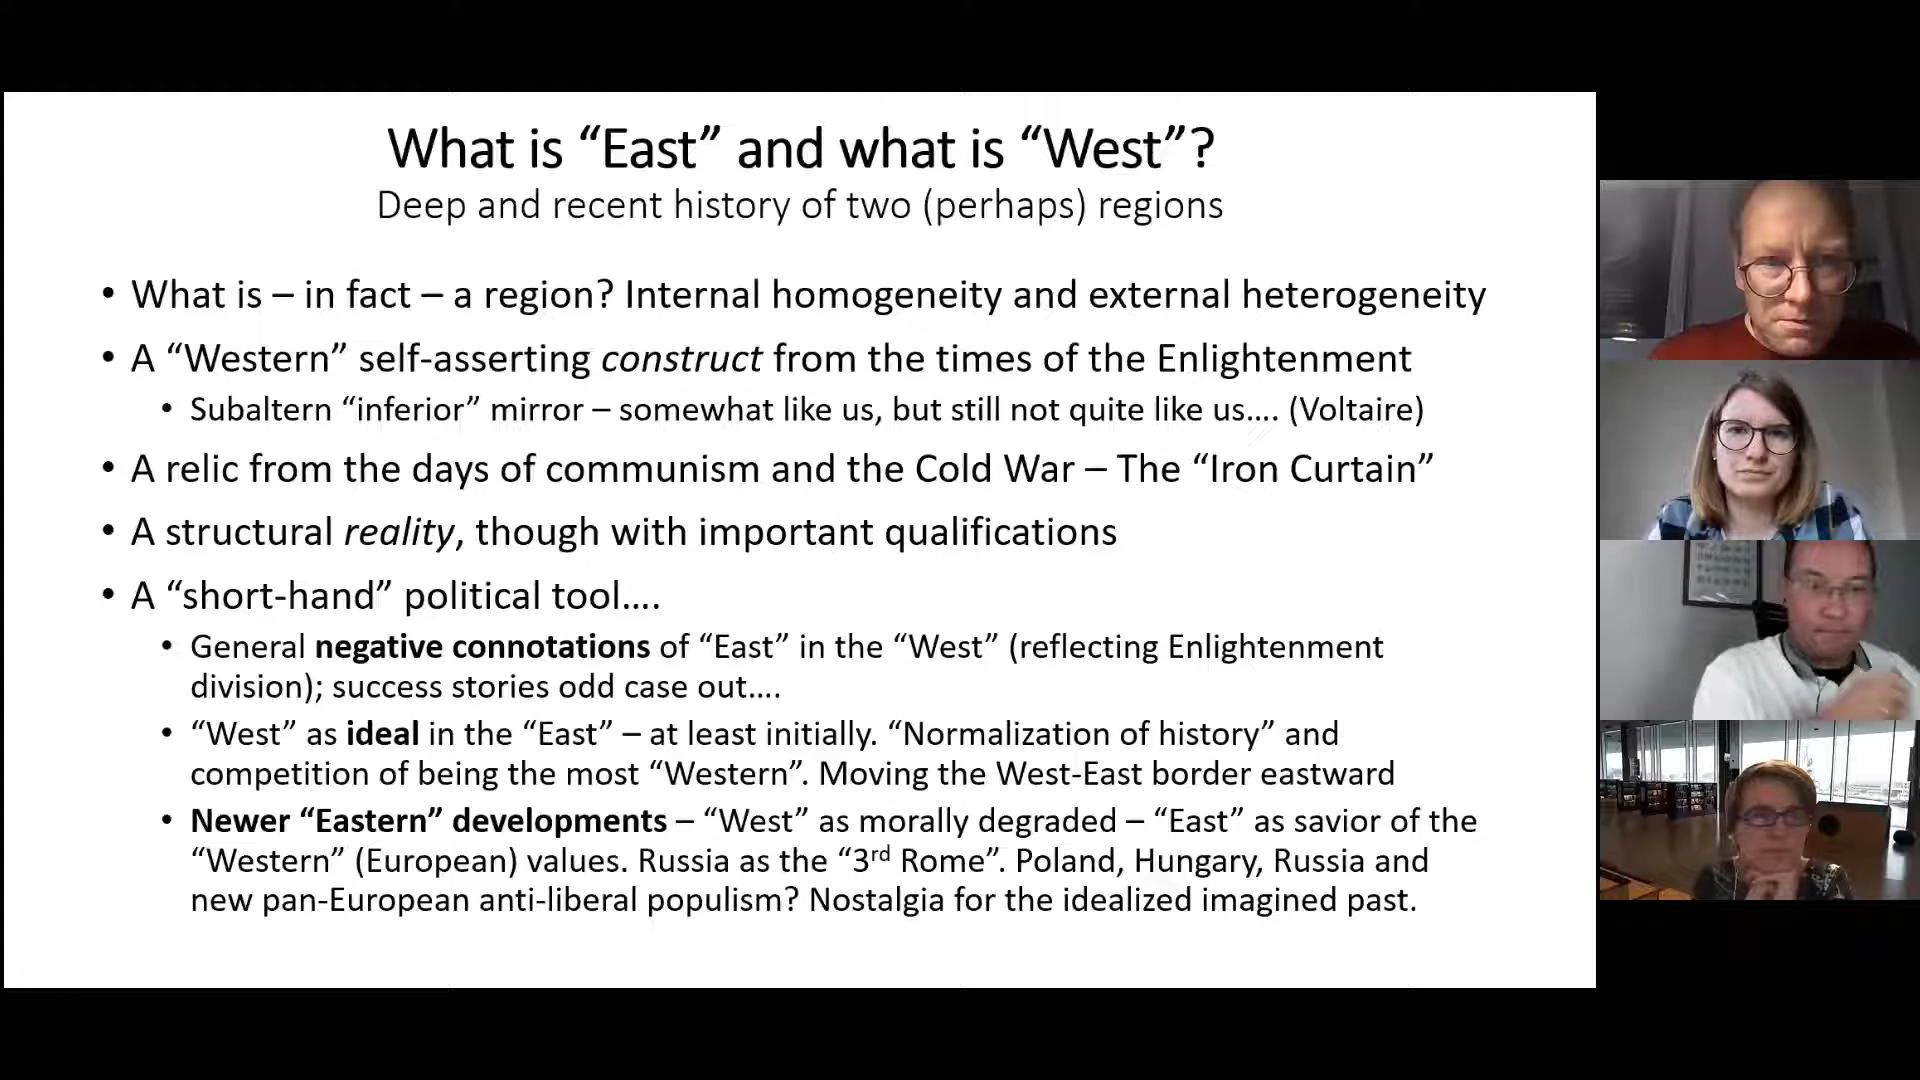 What is “East” and what is “West”?
Deep and recent history of two (perhaps) regions
• What is – in fact – a region? Internal homogeneity and external heterogeneity
• A “Western” self-asserting construct from the times of the Enlightenment
• Subaltern “inferior” mirror – somewhat like us, but still not quite like us…. (Voltaire)
• A relic from the days of communism and the Cold War – The “Iron Curtain”
• A structural reality, though with important qualifications
• A “short-hand” political tool….
• General negative connotations of “East” in the “West” (reflecting Enlightenment
division); success stories odd case out….
• “West” as ideal in the “East” – at least initially. “Normalization of history” and
competition of being the most “Western”. Moving the West-East border eastward
• Newer “Eastern” developments – “West” as morally degraded – “East” as savior of the
“Western” (European) values. Russia as the “3rd Rome”. Poland, Hungary, Russia and
new pan-European anti-liberal populism? Nostalgia for the idealized imagined past.